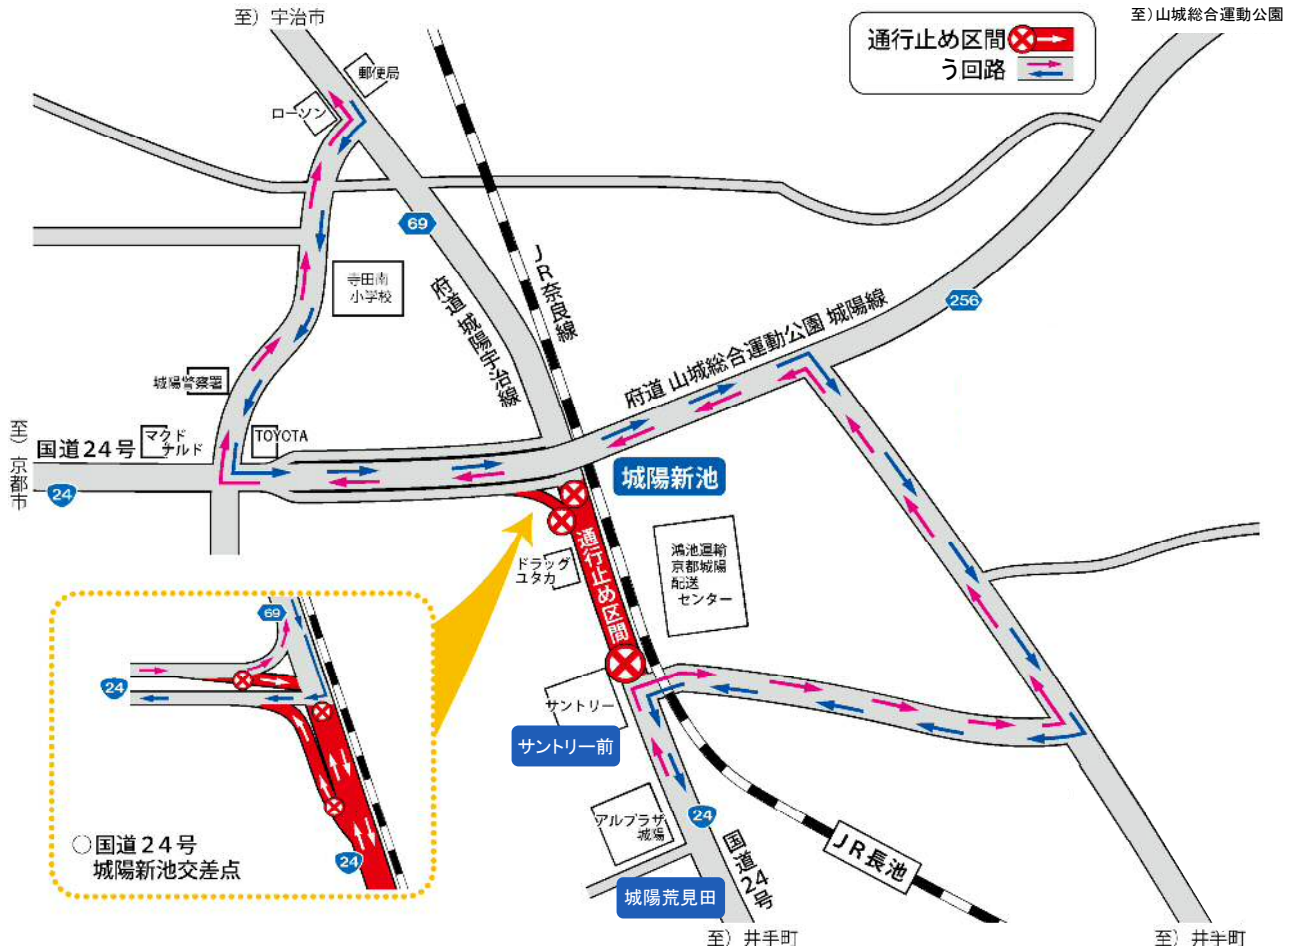 至）宇治市
至）山城総合運動公園
通行止め区間
う回路
郵便局
ローソン
69
JR奈良線
寺田南
小学校
府道 城陽宇治線
256
府道 山城総合運動公園 城陽線
城陽警察署
至）京都市
国道24号
24
マクド
ナルド
TOYOTA
城陽新池
通行止め区間
ドラッグ
ユタカ
鴻池運輸
京都城陽
配送
センター
69
24
24
○国道24号
城陽新池交差点
サントリー
サントリー前
アルプラザ
城陽
24
国道24号
JR長池
城陽荒見田
至）井手町
至）井手町